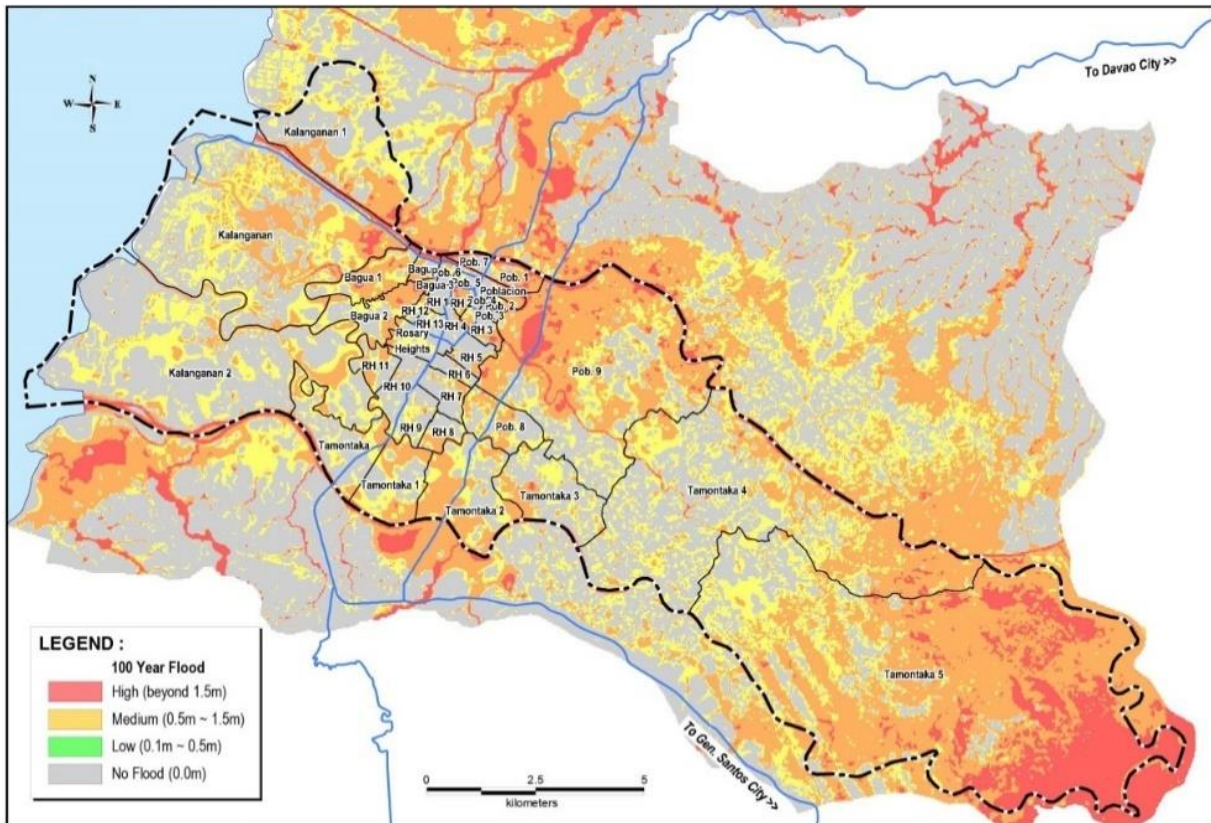 To Davao City >>
N
W E
S
Kalanganan 1
Kalanganan
Pob. 7
Pob. 6
Bagua 1
Pob. 1
Pob. 5
Bagua 3
Poblacion
RH 1
RH 2
Pob. 2
RH 12
Pob. 3
Bagua 2
RH 13
RH 4
RH 3
Rosary
Heights
RH 5
RH 11
Kalanganan 2
RH 6
Pob. 9
RH 10
RH 7
RH 9
RH 8
Pob. 8
Tamontaka
Tamontaka 1
Tamontaka 3
Tamontaka 4
Tamontaka 2
Tamontaka 5
To Gen. Santos City >>
LEGEND :
100 Year Flood
High (beyond 1.5m)
Medium (0.5m ~ 1.5m)
Low (0.1m ~ 0.5m)
No Flood (0.0m)
0 2.5 5
kilometers